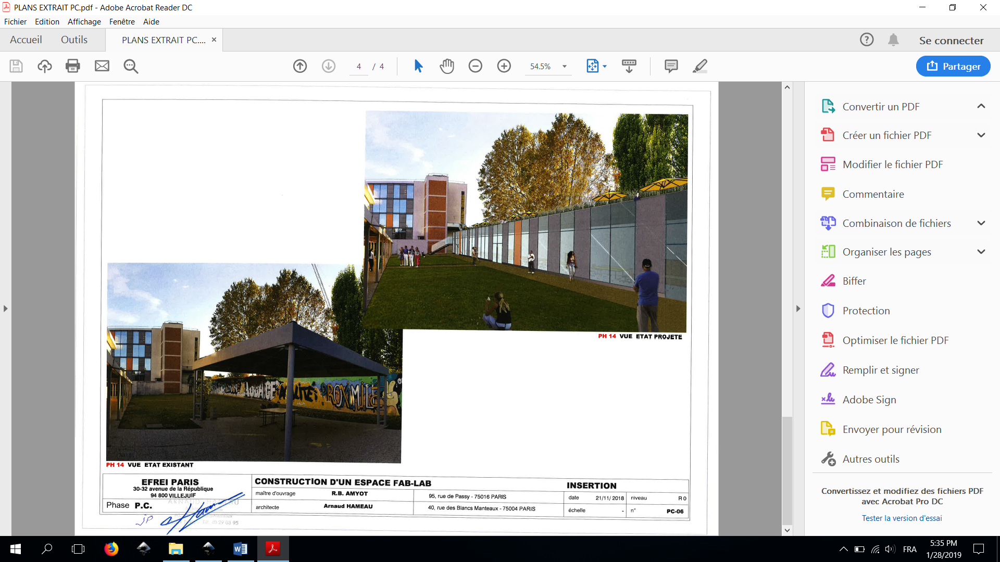 PLANS EXTRAIT PC.pdf - Adobe Acrobat Reader DC
Fichier Edition Affichage Fenêtre Aide
Accueil Outils PLANS EXTRAIT PC.... ×
? Se connecter
4 / 4 54.5%
Partager
Convertir un PDF
Créer un fichier PDF
Modifier le fichier PDF
Commentaire
Combinaison de fichiers
Organiser les pages
Biffer
Protection
Optimiser le fichier PDF
Remplir et signer
Adobe Sign
Envoyer pour révision
Autres outils
Convertissez et modifiez des fichiers PDF
avec Acrobat Pro DC
Tester la version d'essai
PH 14 VUE ETAT PROJETE
PROXIMITE
PH 14 VUE ETAT EXISTANT
EFREI PARIS
30-32 avenue de la République
94 800 VILLEJUIF
Phase P.C.
CONSTRUCTION D'UN ESPACE FAB-LAB
maître d'ouvrage R.B. AMYOT 95, rue de Passy - 75016 PARIS
architecte Arnaud HAMEAU 40, rue des Blancs Manteaux - 75004 PARIS
INSERTION
date 21/11/ 2018 niveau R 0
échelle - n° PC-06
ARNAUD HAMEAU
FRA
5:35 PM
1/28/2019